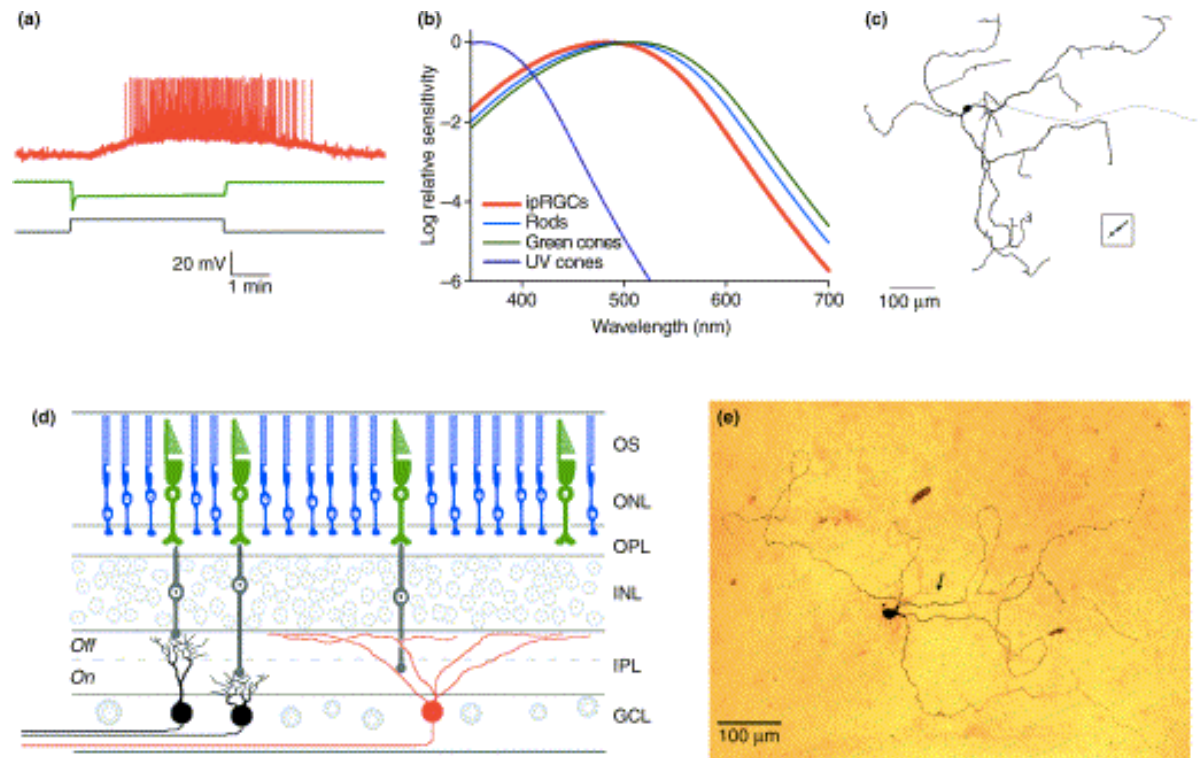 (a)
20 mV
1 min
(b)
Log relative sensitivity
0
–2
–4
–6
ipRGCs
Rods
Green cones
UV cones
400
500
600
700
Wavelength (nm)
(c)
a
100 µm
(d)
OS
ONL
OPL
INL
Off
On
IPL
GCL
(e)
100 µm